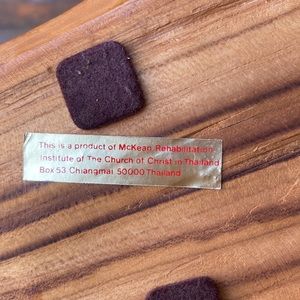 This is a product of McKean Rehabilitation
Institute of The Church of Christ in Thailand
Box 53 Chiangmai 50000 Thailand